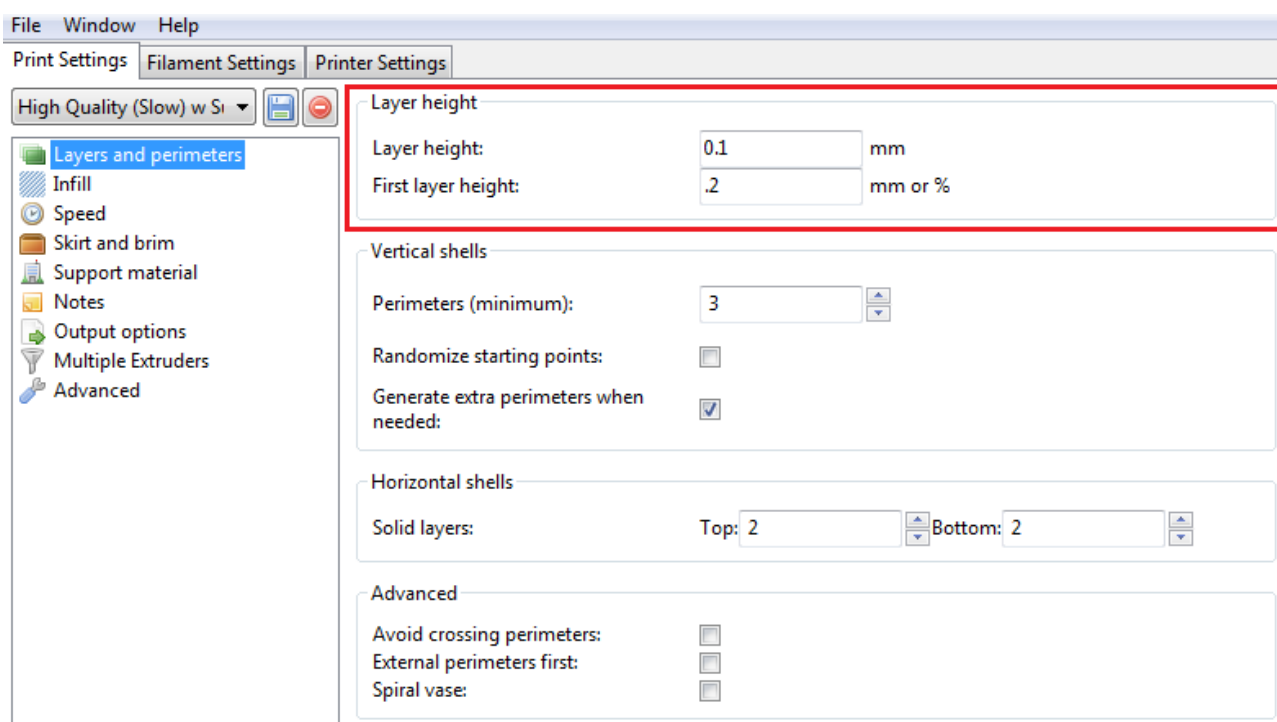 File Window Help
Print Settings Filament Settings Printer Settings
High Quality (Slow) w
Layers and perimeters
Infill
Speed
Skirt and brim
Support material
Notes
Output options
Multiple Extruders
Advanced
Layer height
Layer height: 0.1 mm
First layer height: .2 mm or %
Vertical shells
Perimeters (minimum): 3
Randomize starting points:
Generate extra perimeters when
needed:
Horizontal shells
Solid layers: Top: 2 Bottom: 2
Advanced
Avoid crossing perimeters:
External perimeters first:
Spiral vase: